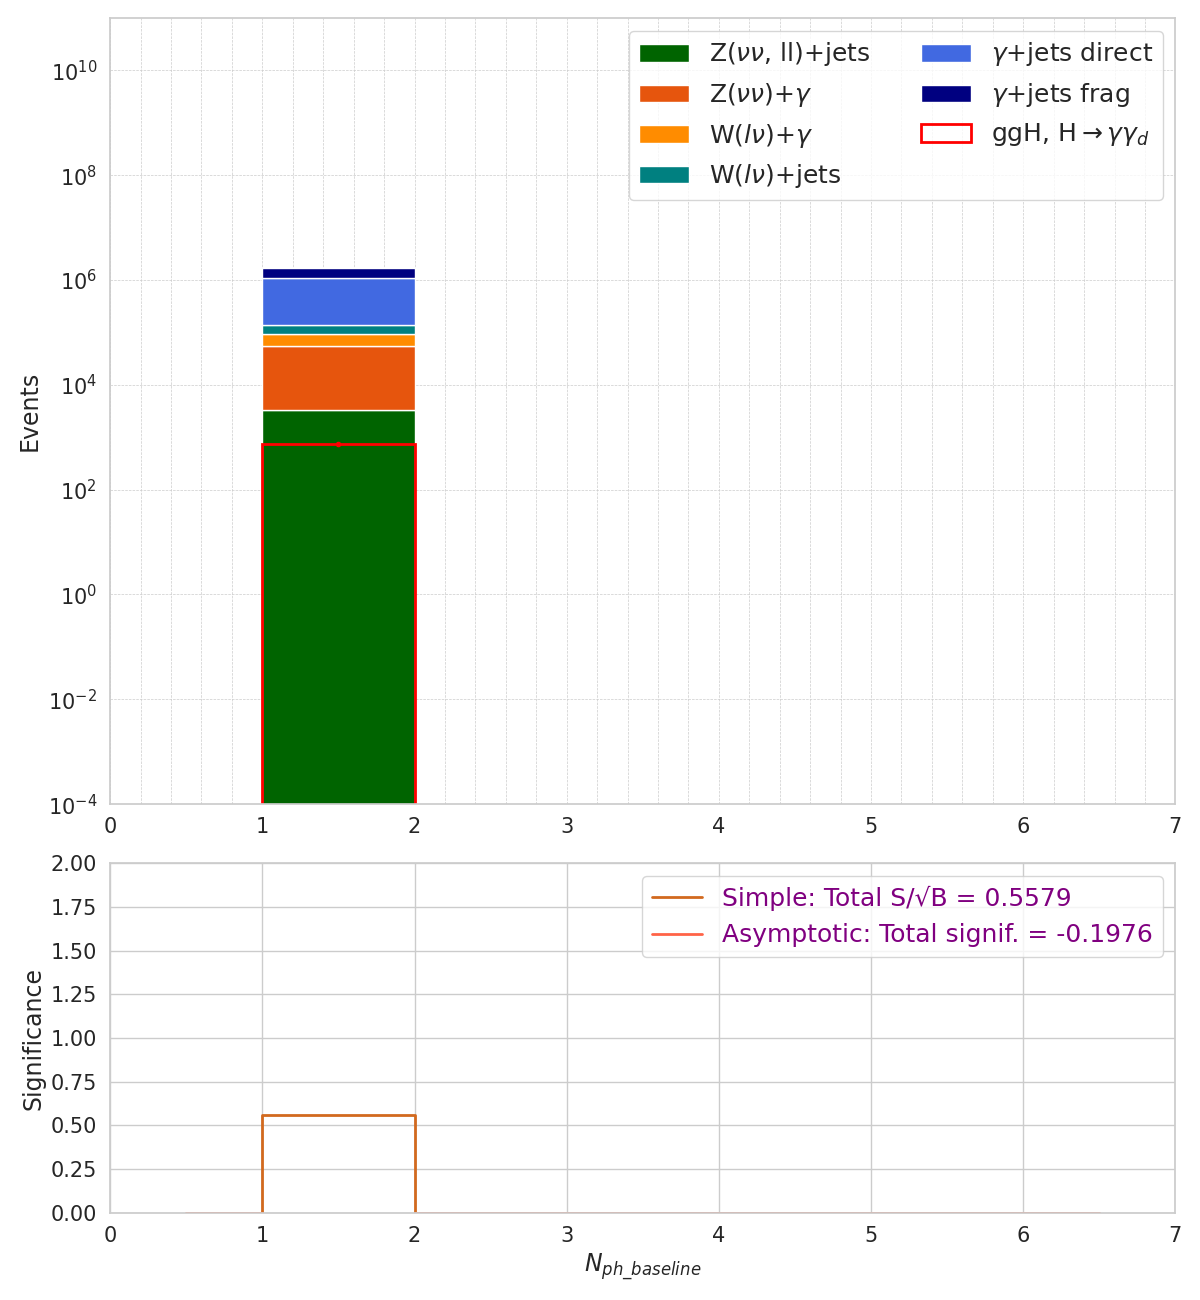 Z(νν, ll)+jets
Z(νν)+γ
W(lν)+γ
W(lν)+jets
γ+jets direct
γ+jets frag
ggH, H→γγ_d
Events
10^10
10^8
10^6
10^4
10^2
10^0
10^−2
10^−4
0 1 2 3 4 5 6 7
Simple: Total S/√B = 0.5579
Asymptotic: Total signif. = -0.1976
Significance
2.00
1.75
1.50
1.25
1.00
0.75
0.50
0.25
0.00
0 1 2 3 4 5 6 7
N_ph_baseline